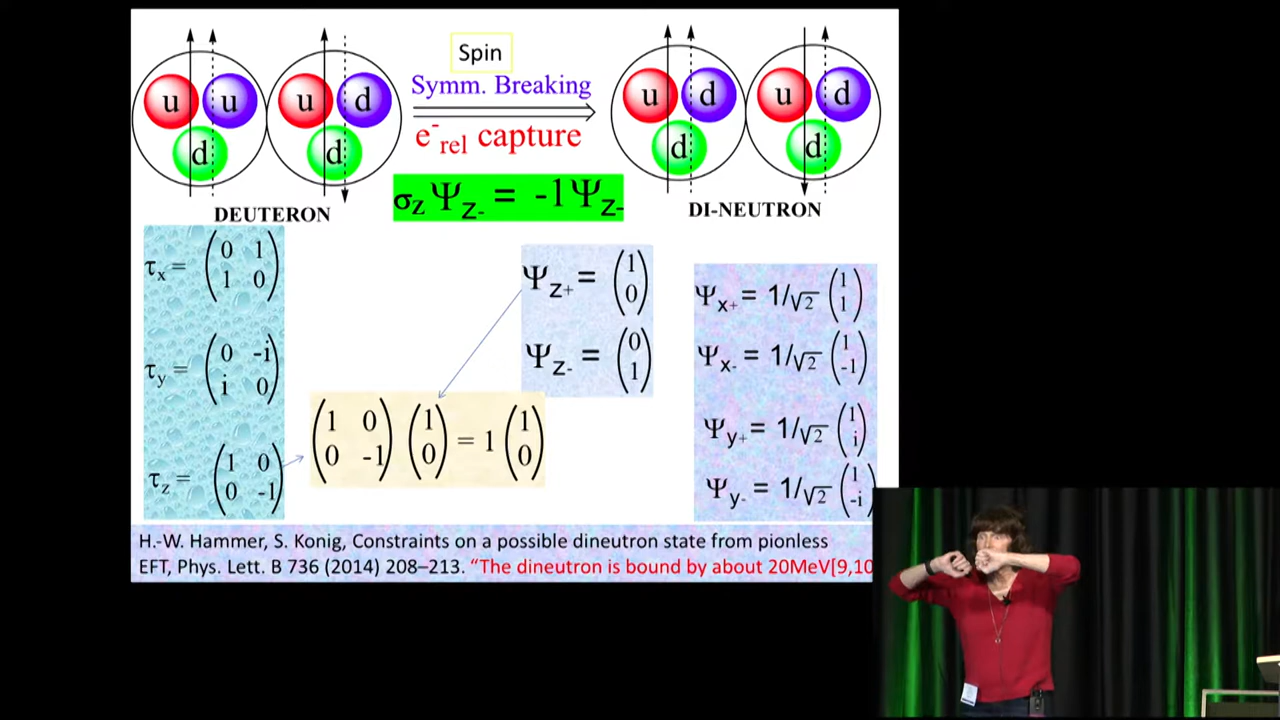 Spin
Symm. Breaking
e⁻rel capture
u u d
u d d
DEUTERON
u d d
u d d
DI-NEUTRON
σz Ψz- = -1Ψz-
τx = (0 1
1 0)
τy = (0 -i
i 0)
τz = (1 0
0 -1)
(1 0
0 -1) (1
0) = 1 (1
0)
Ψz+ = (1
0)
Ψz- = (0
1)
Ψx+ = 1/√2 (1
1)
Ψx- = 1/√2 (1
-1)
Ψy+ = 1/√2 (1
i)
Ψy- = 1/√2 (1
-i)
H.-W. Hammer, S. Konig, Constraints on a possible dineutron state from pionless
EFT, Phys. Lett. B 736 (2014) 208–213. “The dineutron is bound by about 20MeV[9,10